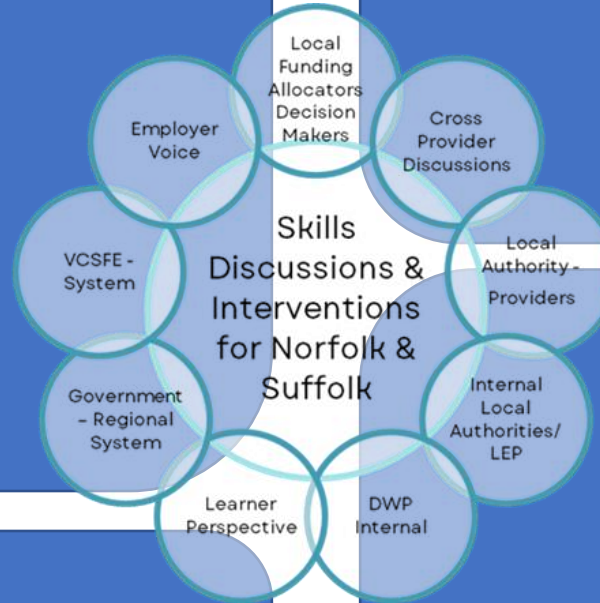 Local
Funding
Allocators
Decision
Makers
Cross
Provider
Discussions
Local
Authority -
Providers
Internal
Local
Authorities/
LEP
DWP
Internal
Learner
Perspective
Government
– Regional
System
VCSFE -
System
Employer
Voice
Skills
Discussions &
Interventions
for Norfolk &
Suffolk